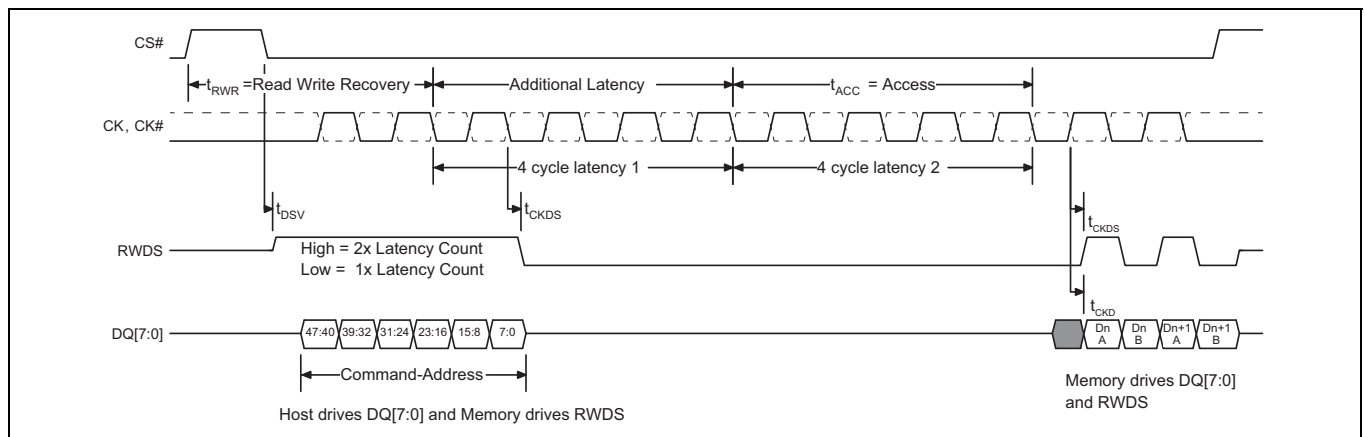 CS#
tRWR =Read Write Recovery
Additional Latency
tACC = Access
CK, CK#
4 cycle latency 1
4 cycle latency 2
tDSV
tCKDS
tCKDS
RWDS
High = 2x Latency Count
Low = 1x Latency Count
tCKD
DQ[7:0]
47:40 39:32 31:24 23:16 15:8 7:0
Dn Dn Dn+1 Dn+1
A B A B
Command-Address
Memory drives DQ[7:0]
and RWDS
Host drives DQ[7:0] and Memory drives RWDS